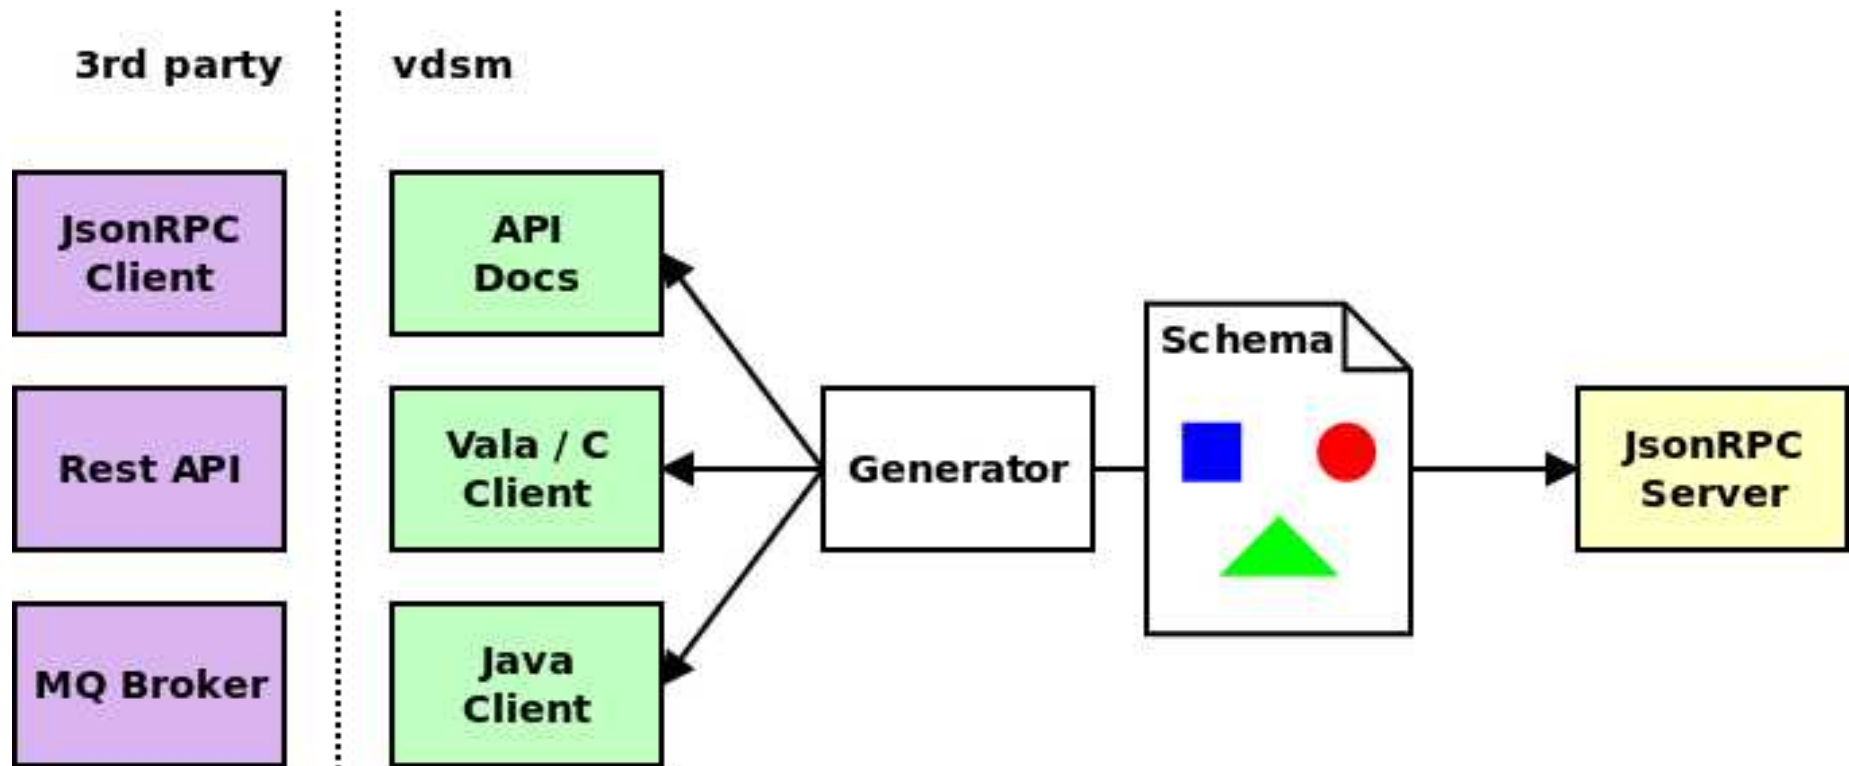 3rd party
vdsm
JsonRPC
Client
API
Docs
Schema
Rest API
Vala / C
Client
Generator
JsonRPC
Server
MQ Broker
Java
Client